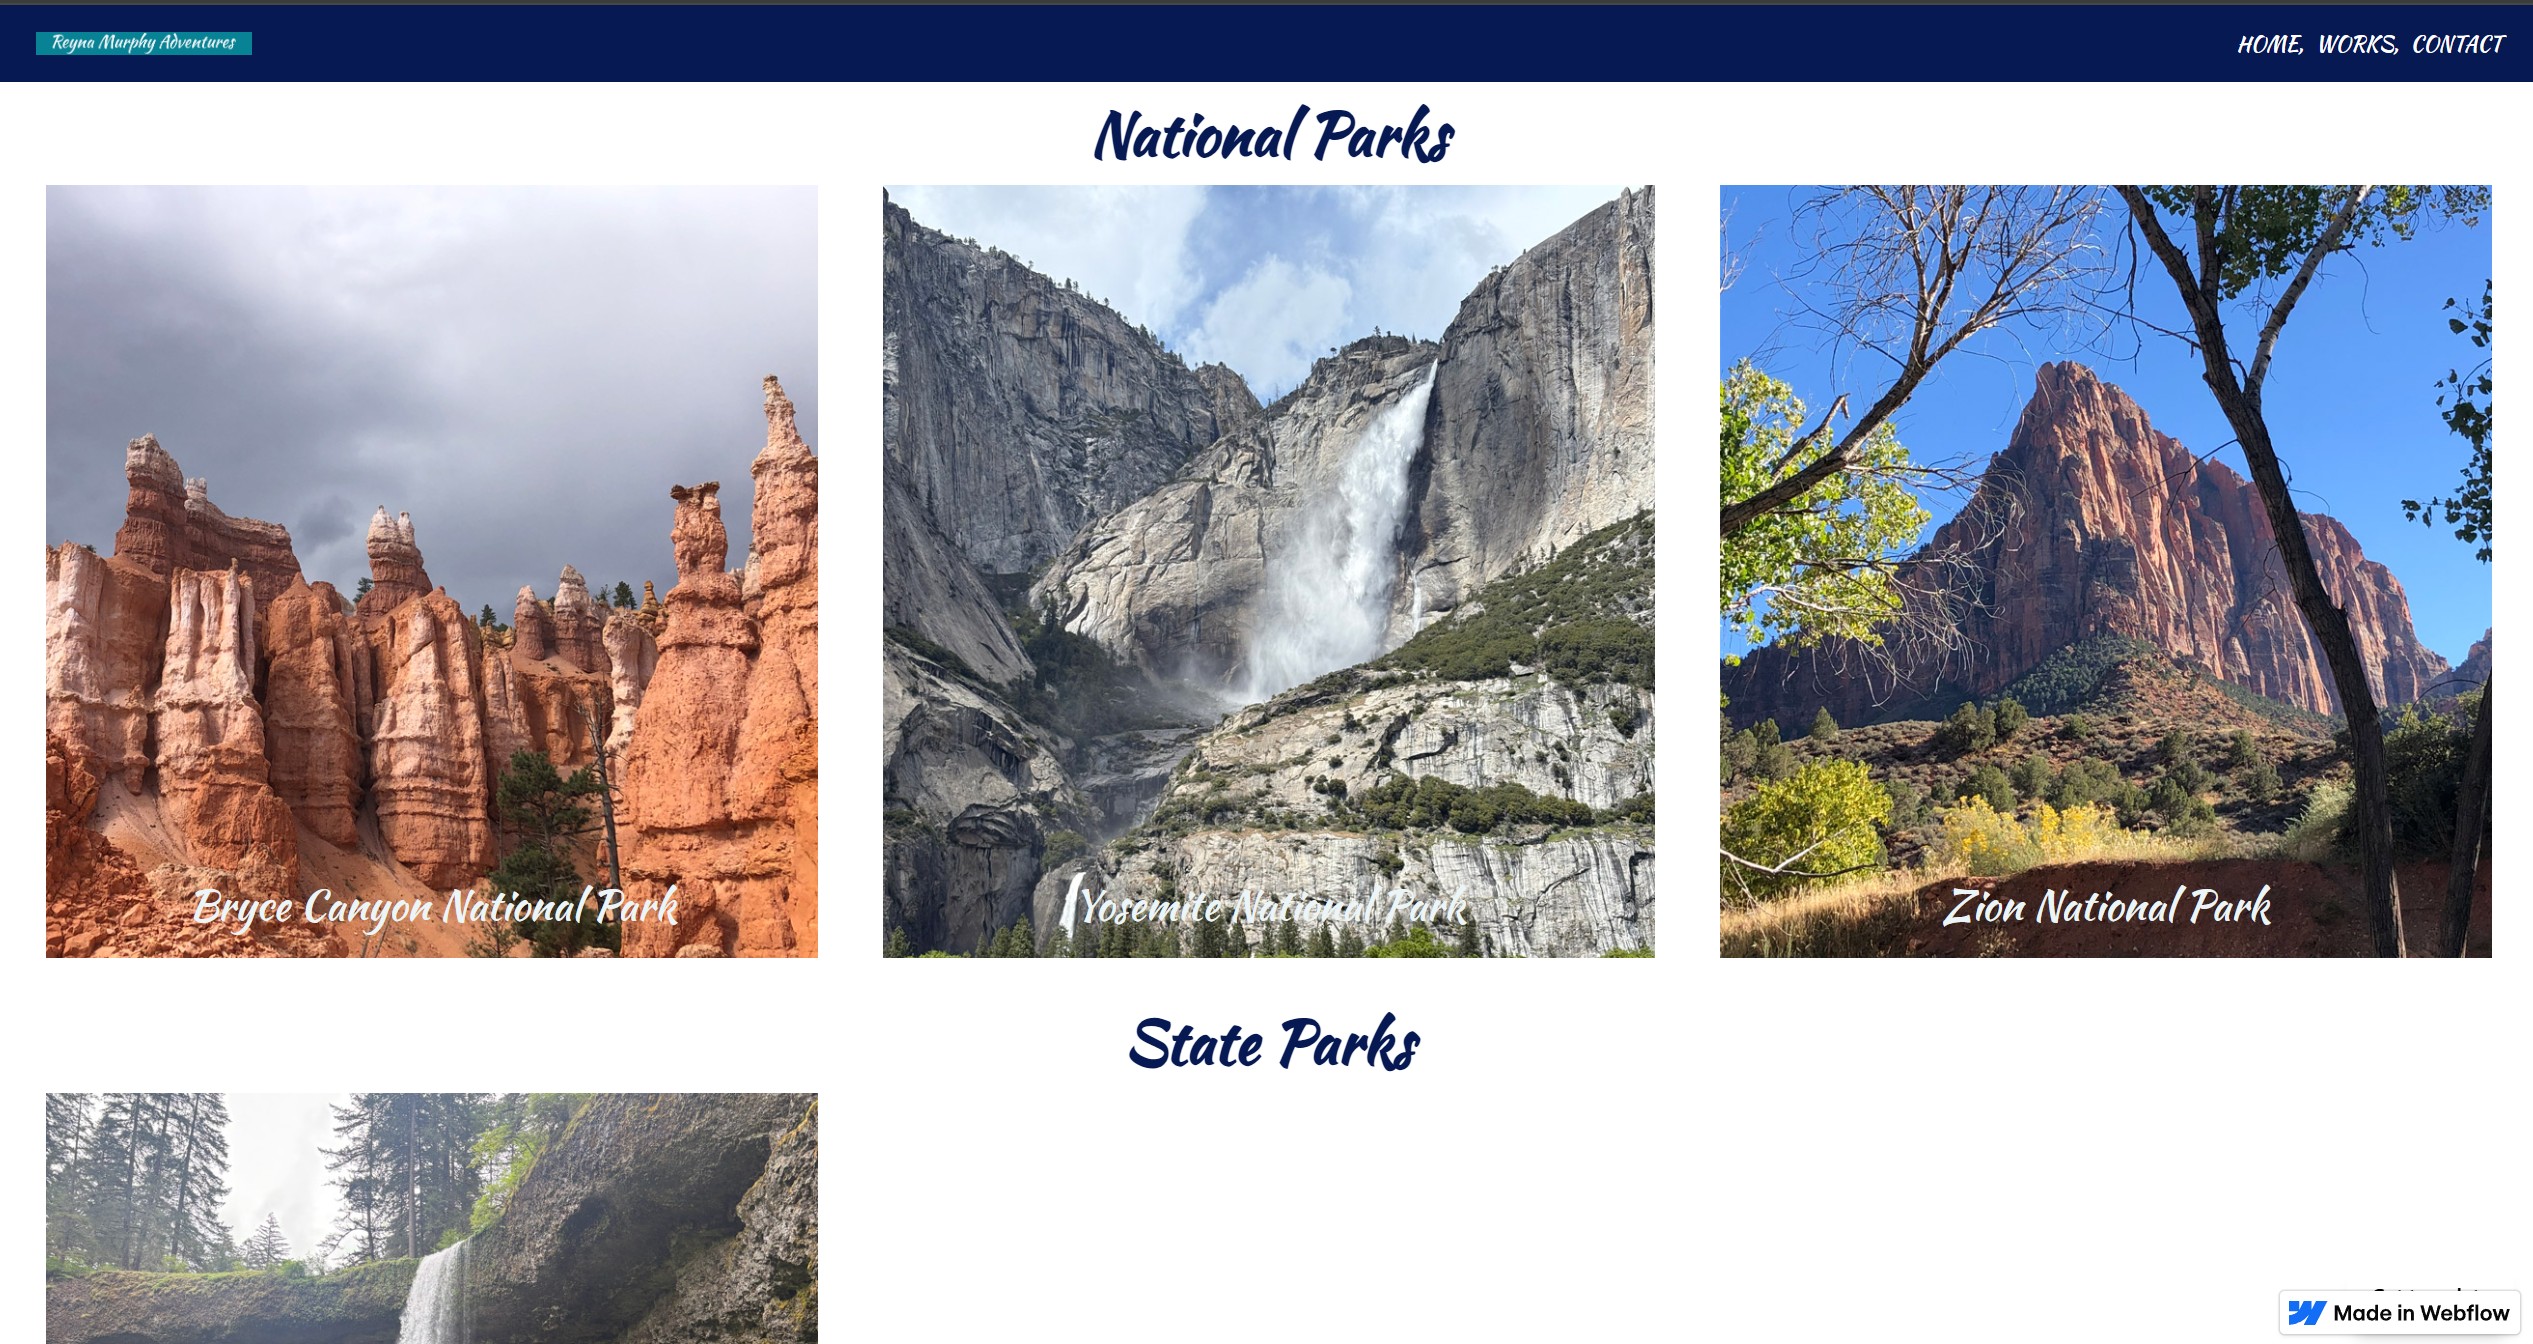 Reyna Murphy Adventures
HOME, WORKS, CONTACT
National Parks
Bryce Canyon National Park
Yosemite National Park
Zion National Park
State Parks
Made in Webflow